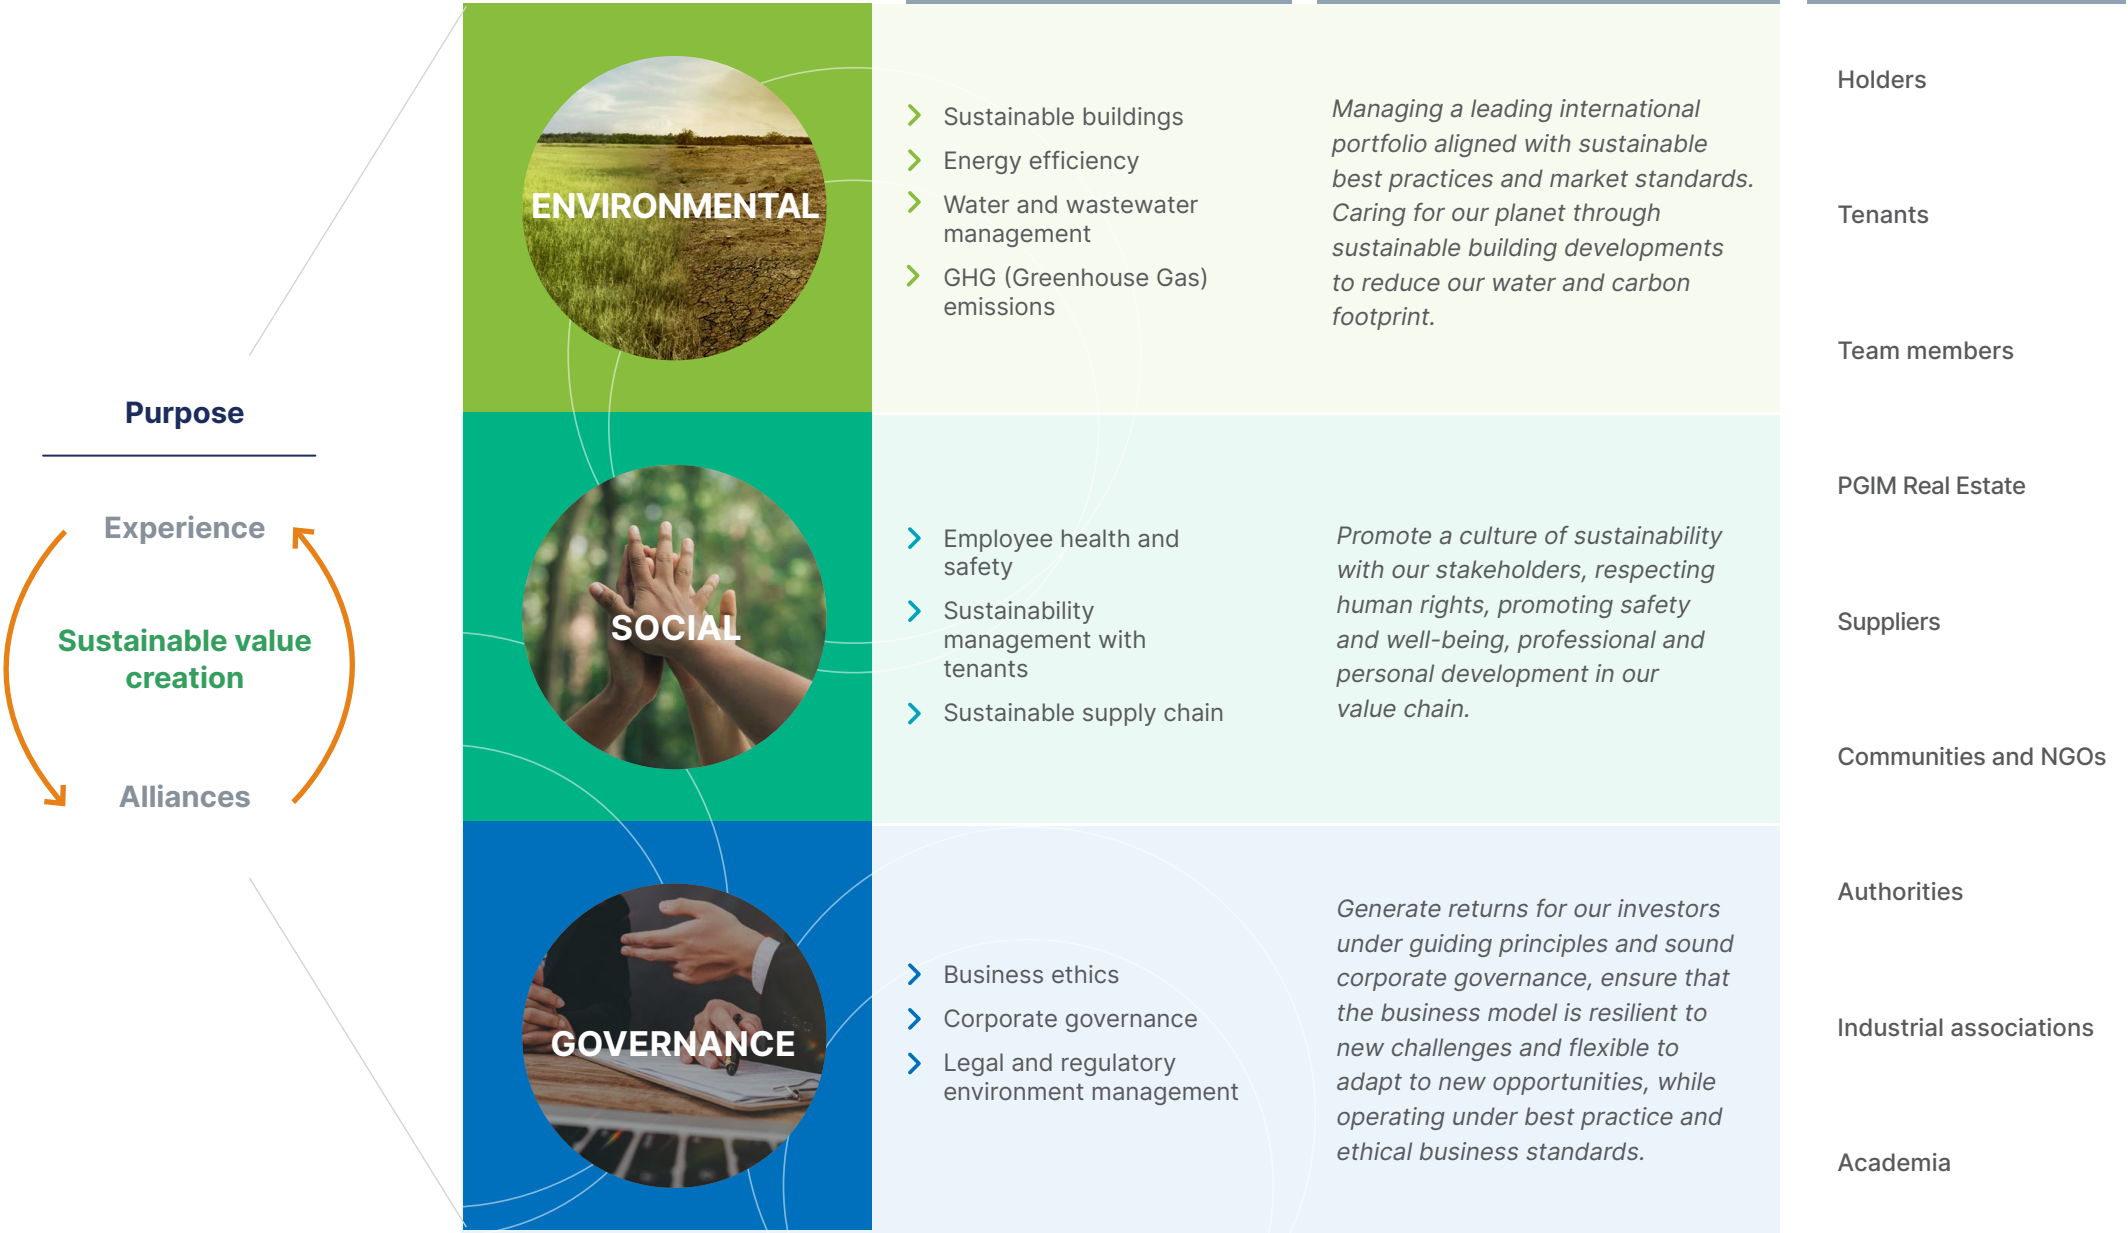 Purpose
Experience
Sustainable value
creation
Alliances
ENVIRONMENTAL
Sustainable buildings
Energy efficiency
Water and wastewater
management
GHG (Greenhouse Gas)
emissions
Managing a leading international
portfolio aligned with sustainable
best practices and market standards.
Caring for our planet through
sustainable building developments
to reduce our water and carbon
footprint.
SOCIAL
Employee health and
safety
Sustainability
management with
tenants
Sustainable supply chain
Promote a culture of sustainability
with our stakeholders, respecting
human rights, promoting safety
and well-being, professional and
personal development in our
value chain.
GOVERNANCE
Business ethics
Corporate governance
Legal and regulatory
environment management
Generate returns for our investors
under guiding principles and sound
corporate governance, ensure that
the business model is resilient to
new challenges and flexible to
adapt to new opportunities, while
operating under best practice and
ethical business standards.
Holders
Tenants
Team members
PGIM Real Estate
Suppliers
Communities and NGOs
Authorities
Industrial associations
Academia